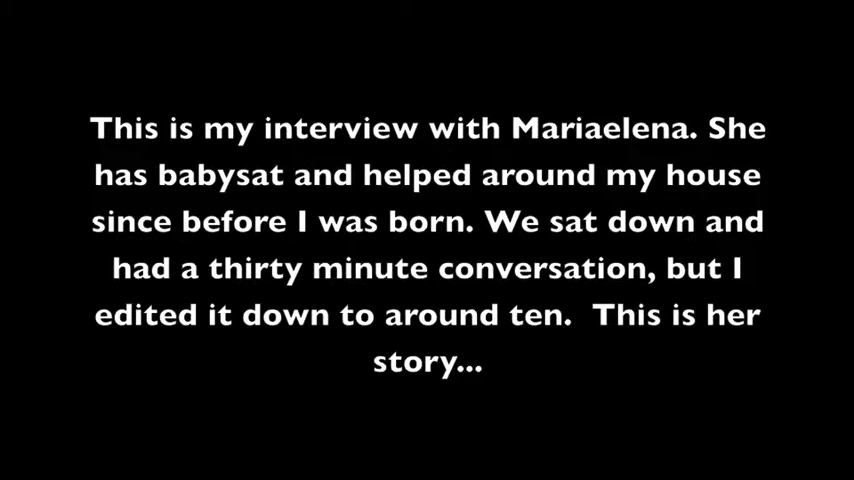 This is my interview with Mariaelena. She
has babysat and helped around my house
since before I was born. We sat down and
had a thirty minute conversation, but I
edited it down to around ten.  This is her
story...